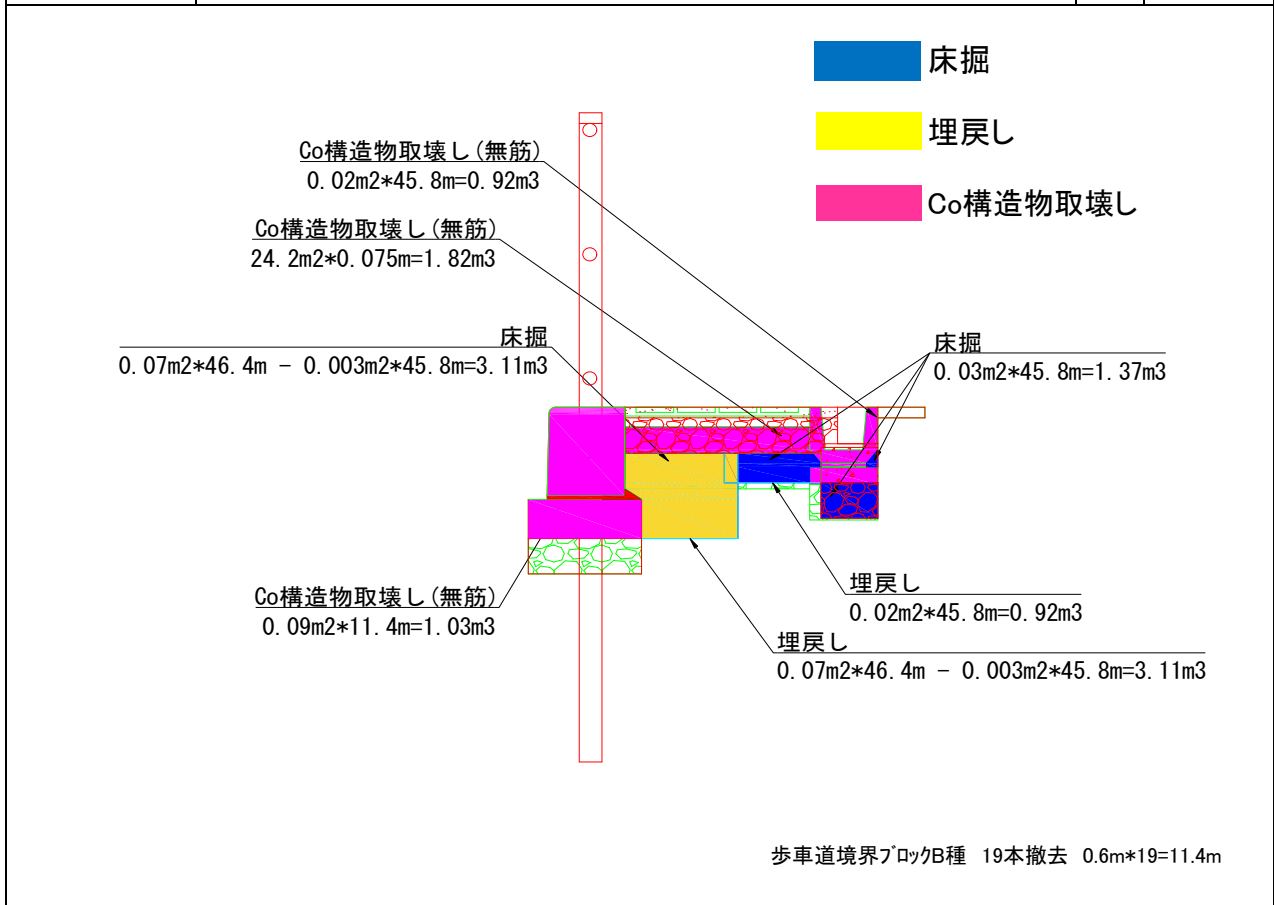 床掘
埋戻し
Co構造物取壊し
Co構造物取壊し(無筋)
0.02m2*45.8m=0.92m3
Co構造物取壊し(無筋)
24.2m2*0.075m=1.82m3
床掘
0.07m2*46.4m − 0.003m2*45.8m=3.11m3
床掘
0.03m2*45.8m=1.37m3
Co構造物取壊し(無筋)
0.09m2*11.4m=1.03m3
埋戻し
0.02m2*45.8m=0.92m3
埋戻し
0.07m2*46.4m − 0.003m2*45.8m=3.11m3
歩車道境界ブロックB種 19本撤去 0.6m*19=11.4m